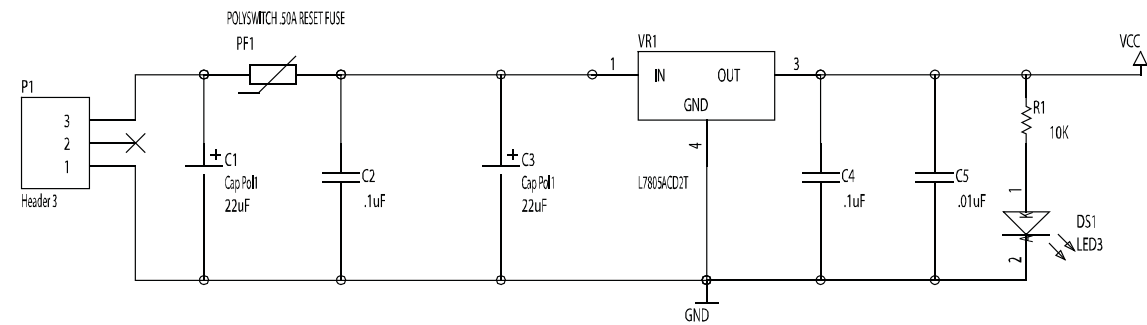 POLYSWITCH .50A RESET FUSE
PF1
VR1
VCC
1
IN
OUT
3
GND
4
L7805ACD2T
P1
3
2
1
Header 3
C1
Cap Pol1
22uF
C2
.1uF
C3
Cap Pol1
22uF
C4
.1uF
C5
.01uF
R1
10K
1
DS1
LED3
2
GND